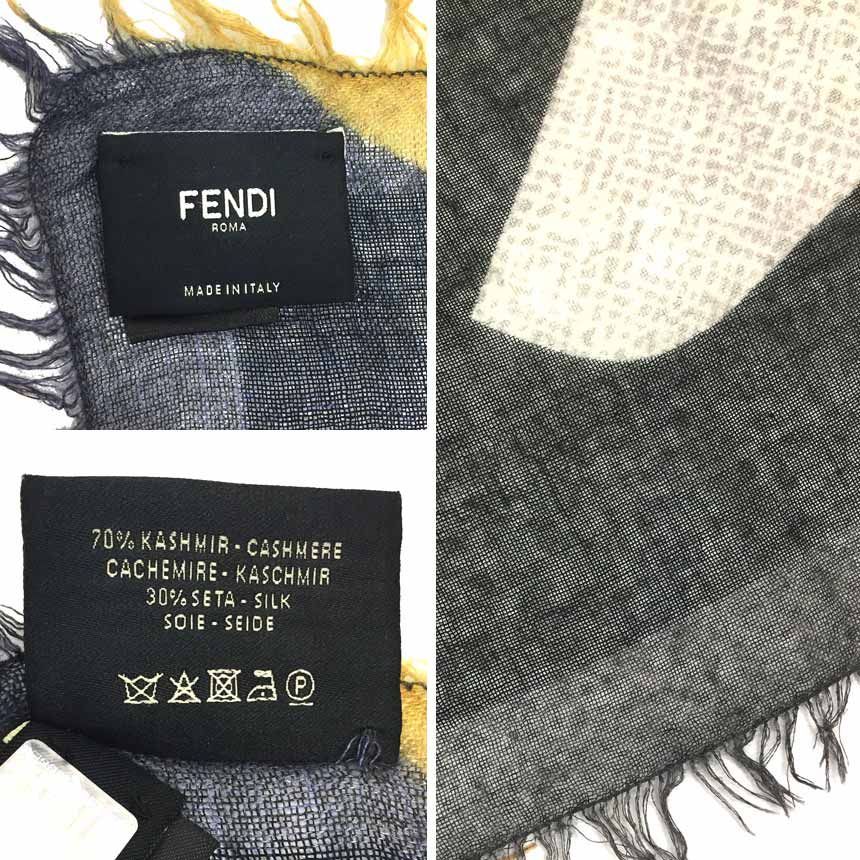 FENDI
ROMA
MADE IN ITALY
70% KASHMIR - CASHMERE
CACHEMIRE - KASCHMIR
30% SETA - SILK
SOIE - SEIDE
P